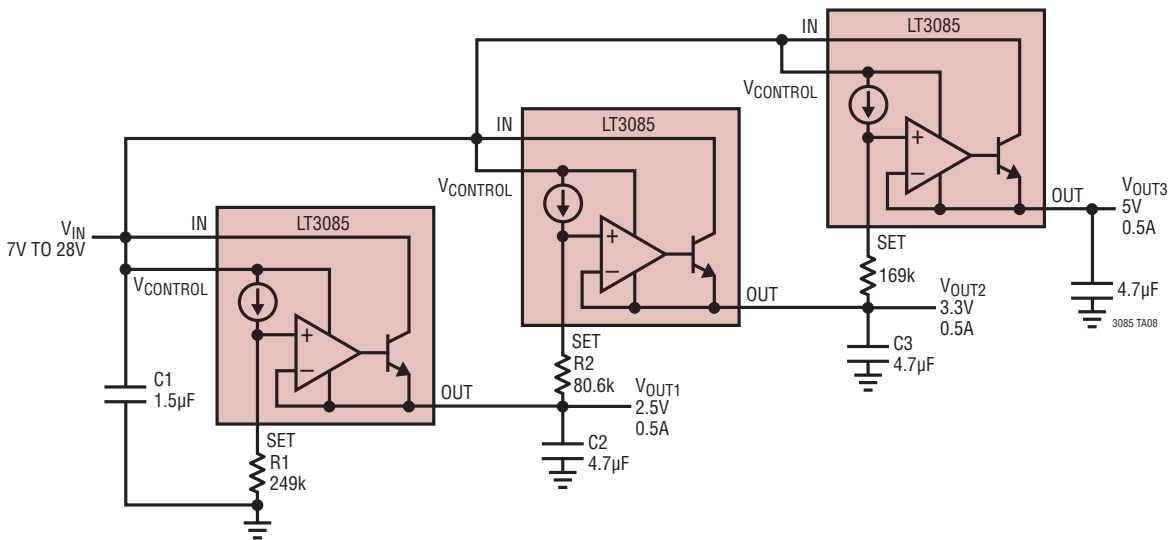 IN
LT3085
VCONTROL
OUT
VOUT3
5V
0.5A
SET
169k
4.7µF
3085 TA08
IN
LT3085
VCONTROL
OUT
VOUT2
3.3V
0.5A
SET
R2
80.6k
C3
4.7µF
VIN
7V TO 28V
IN
LT3085
VCONTROL
OUT
VOUT1
2.5V
0.5A
C1
1.5µF
SET
R1
249k
C2
4.7µF